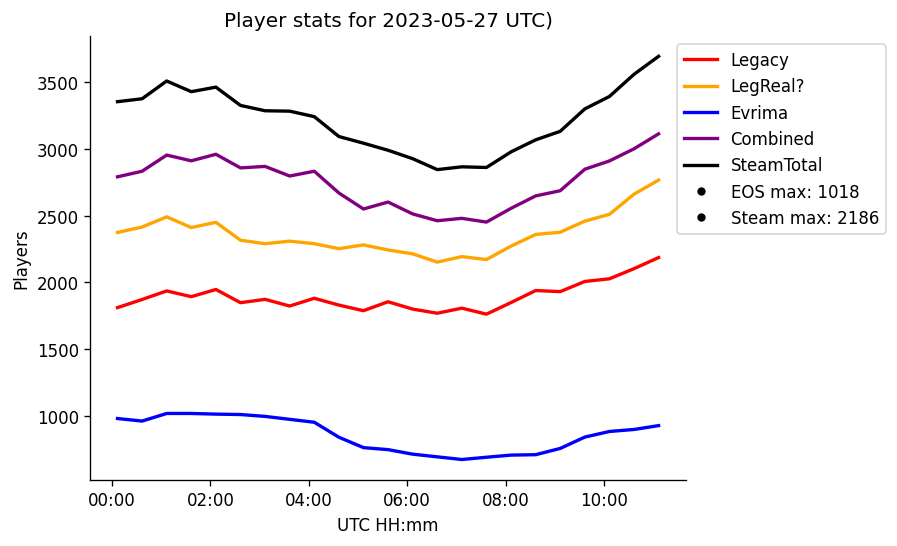 Player stats for 2023-05-27 UTC)
Legacy
LegReal?
Evrima
Combined
SteamTotal
EOS max: 1018
Steam max: 2186
Players
3500
3000
2500
2000
1500
1000
00:00 02:00 04:00 06:00 08:00 10:00
UTC HH:mm